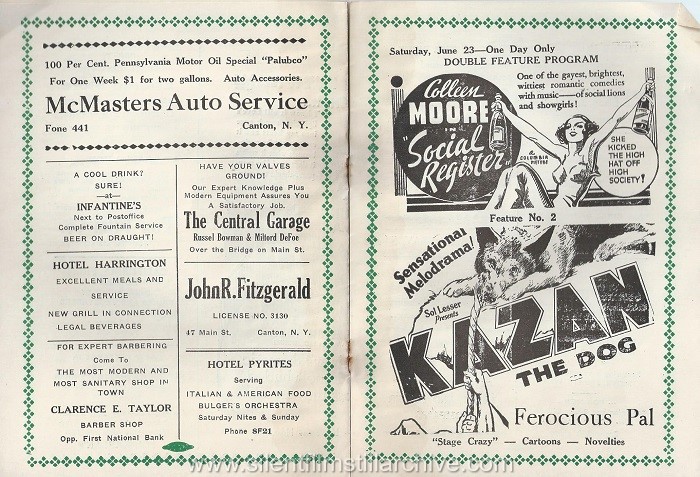 100 Per Cent. Pennsylvania Motor Oil Special "Palubco"
For One Week $1 for two gallons. Auto Accessories.
McMasters Auto Service
Fone 441 Canton, N. Y.
A COOL DRINK?
SURE!
—at—
INFANTINE'S
Next to Postoffice
Complete Fountain Service
BEER ON DRAUGHT!
HOTEL HARRINGTON
EXCELLENT MEALS AND
SERVICE
NEW GRILL IN CONNECTION
LEGAL BEVERAGES
FOR EXPERT BARBERING
Come To
THE MOST MODERN AND
MOST SANITARY SHOP IN
TOWN
CLARENCE E. TAYLOR
BARBER SHOP
Opp. First National Bank
HAVE YOUR VALVES
GROUND!
Our Expert Knowledge Plus
Modern Equipment Assures You
A Satisfactory Job.
The Central Garage
Russel Bowman & Milford DeFoe
Over the Bridge on Main St.
John R. Fitzgerald
LICENSE NO. 3130
47 Main St. Canton, N. Y.
HOTEL PYRITES
Serving
ITALIAN & AMERICAN FOOD
BULGER'S ORCHESTRA
Saturday Nites & Sunday
Phone 8F21
Saturday, June 23—One Day Only
DOUBLE FEATURE PROGRAM
Colleen
MOORE
IN
"Social
Register"
A COLUMBIA
PICTURE
One of the gayest, brightest,
wittiest romantic comedies
with music—of social lions
and showgirls!
SHE
KICKED
THE HIGH
HAT OFF
HIGH
SOCIETY!
Feature No. 2
Sensational
Melodrama!
Sol Lesser
Presents
KAZAN
THE DOG
Ferocious Pal
"Stage Crazy" — Cartoons — Novelties
www.silentfilmstillarchive.com